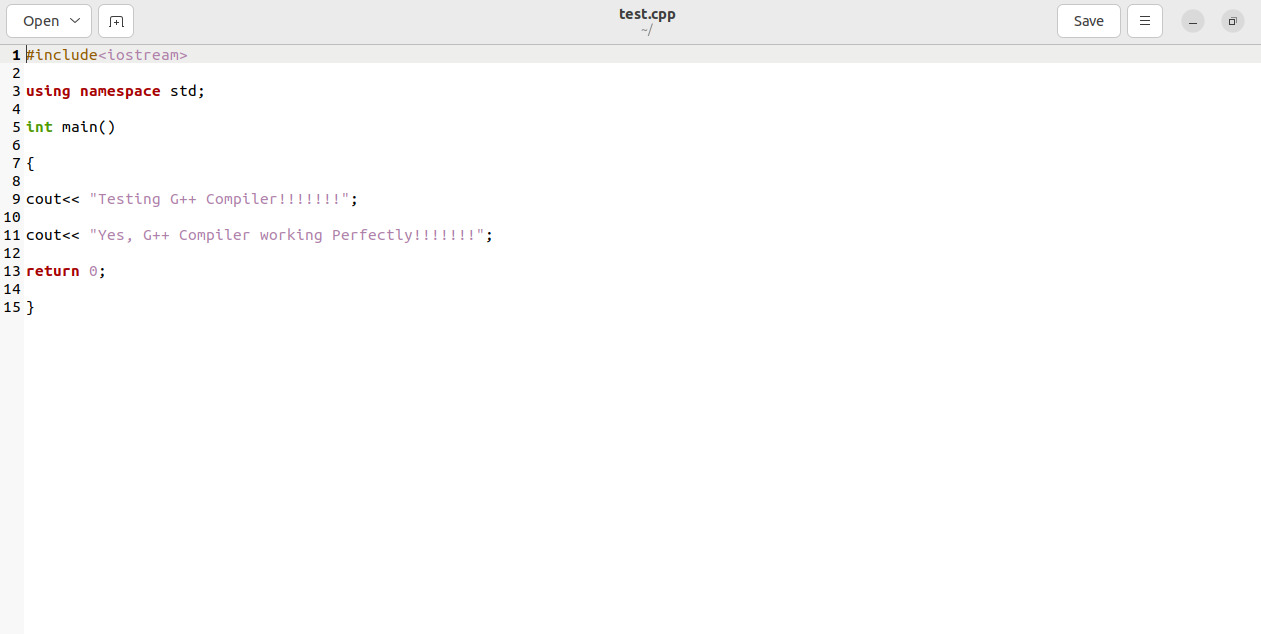 Open
test.cpp
~/
Save
1 #include<iostream>
2
3 using namespace std;
4
5 int main()
6
7 {
8
9 cout<< "Testing G++ Compiler!!!!!!!";
10
11 cout<< "Yes, G++ Compiler working Perfectly!!!!!!!";
12
13 return 0;
14
15 }